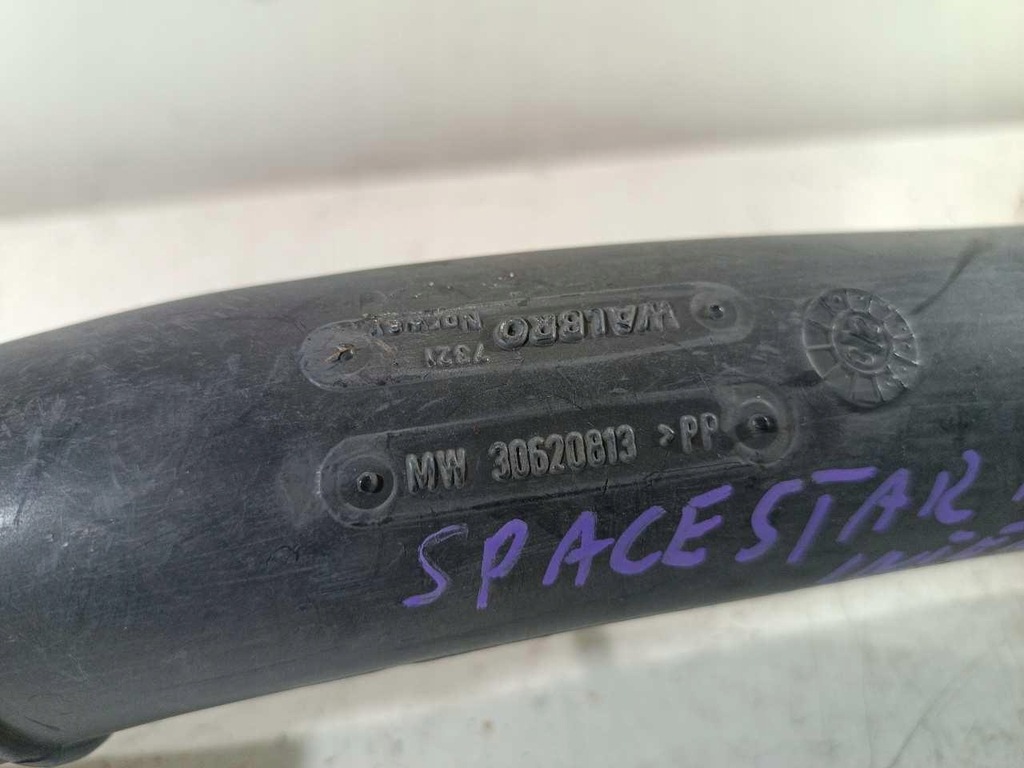 WALBRO
Norway
7321
MW 30620813 >PP
SPACESTAR